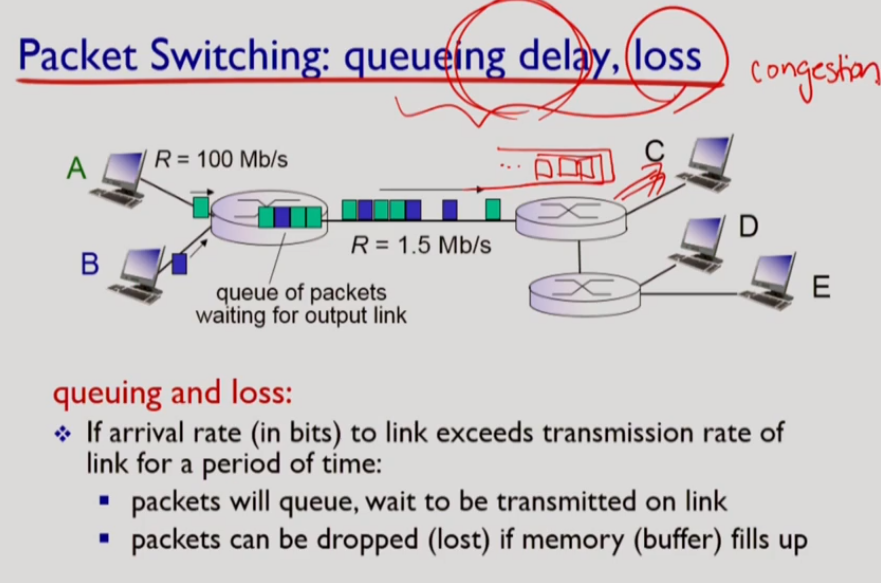 Packet Switching: queueing delay, loss
congestion
A
R = 100 Mb/s
C
D
B
R = 1.5 Mb/s
E
queue of packets
waiting for output link
queuing and loss:
❖ If arrival rate (in bits) to link exceeds transmission rate of
link for a period of time:
▪ packets will queue, wait to be transmitted on link
▪ packets can be dropped (lost) if memory (buffer) fills up